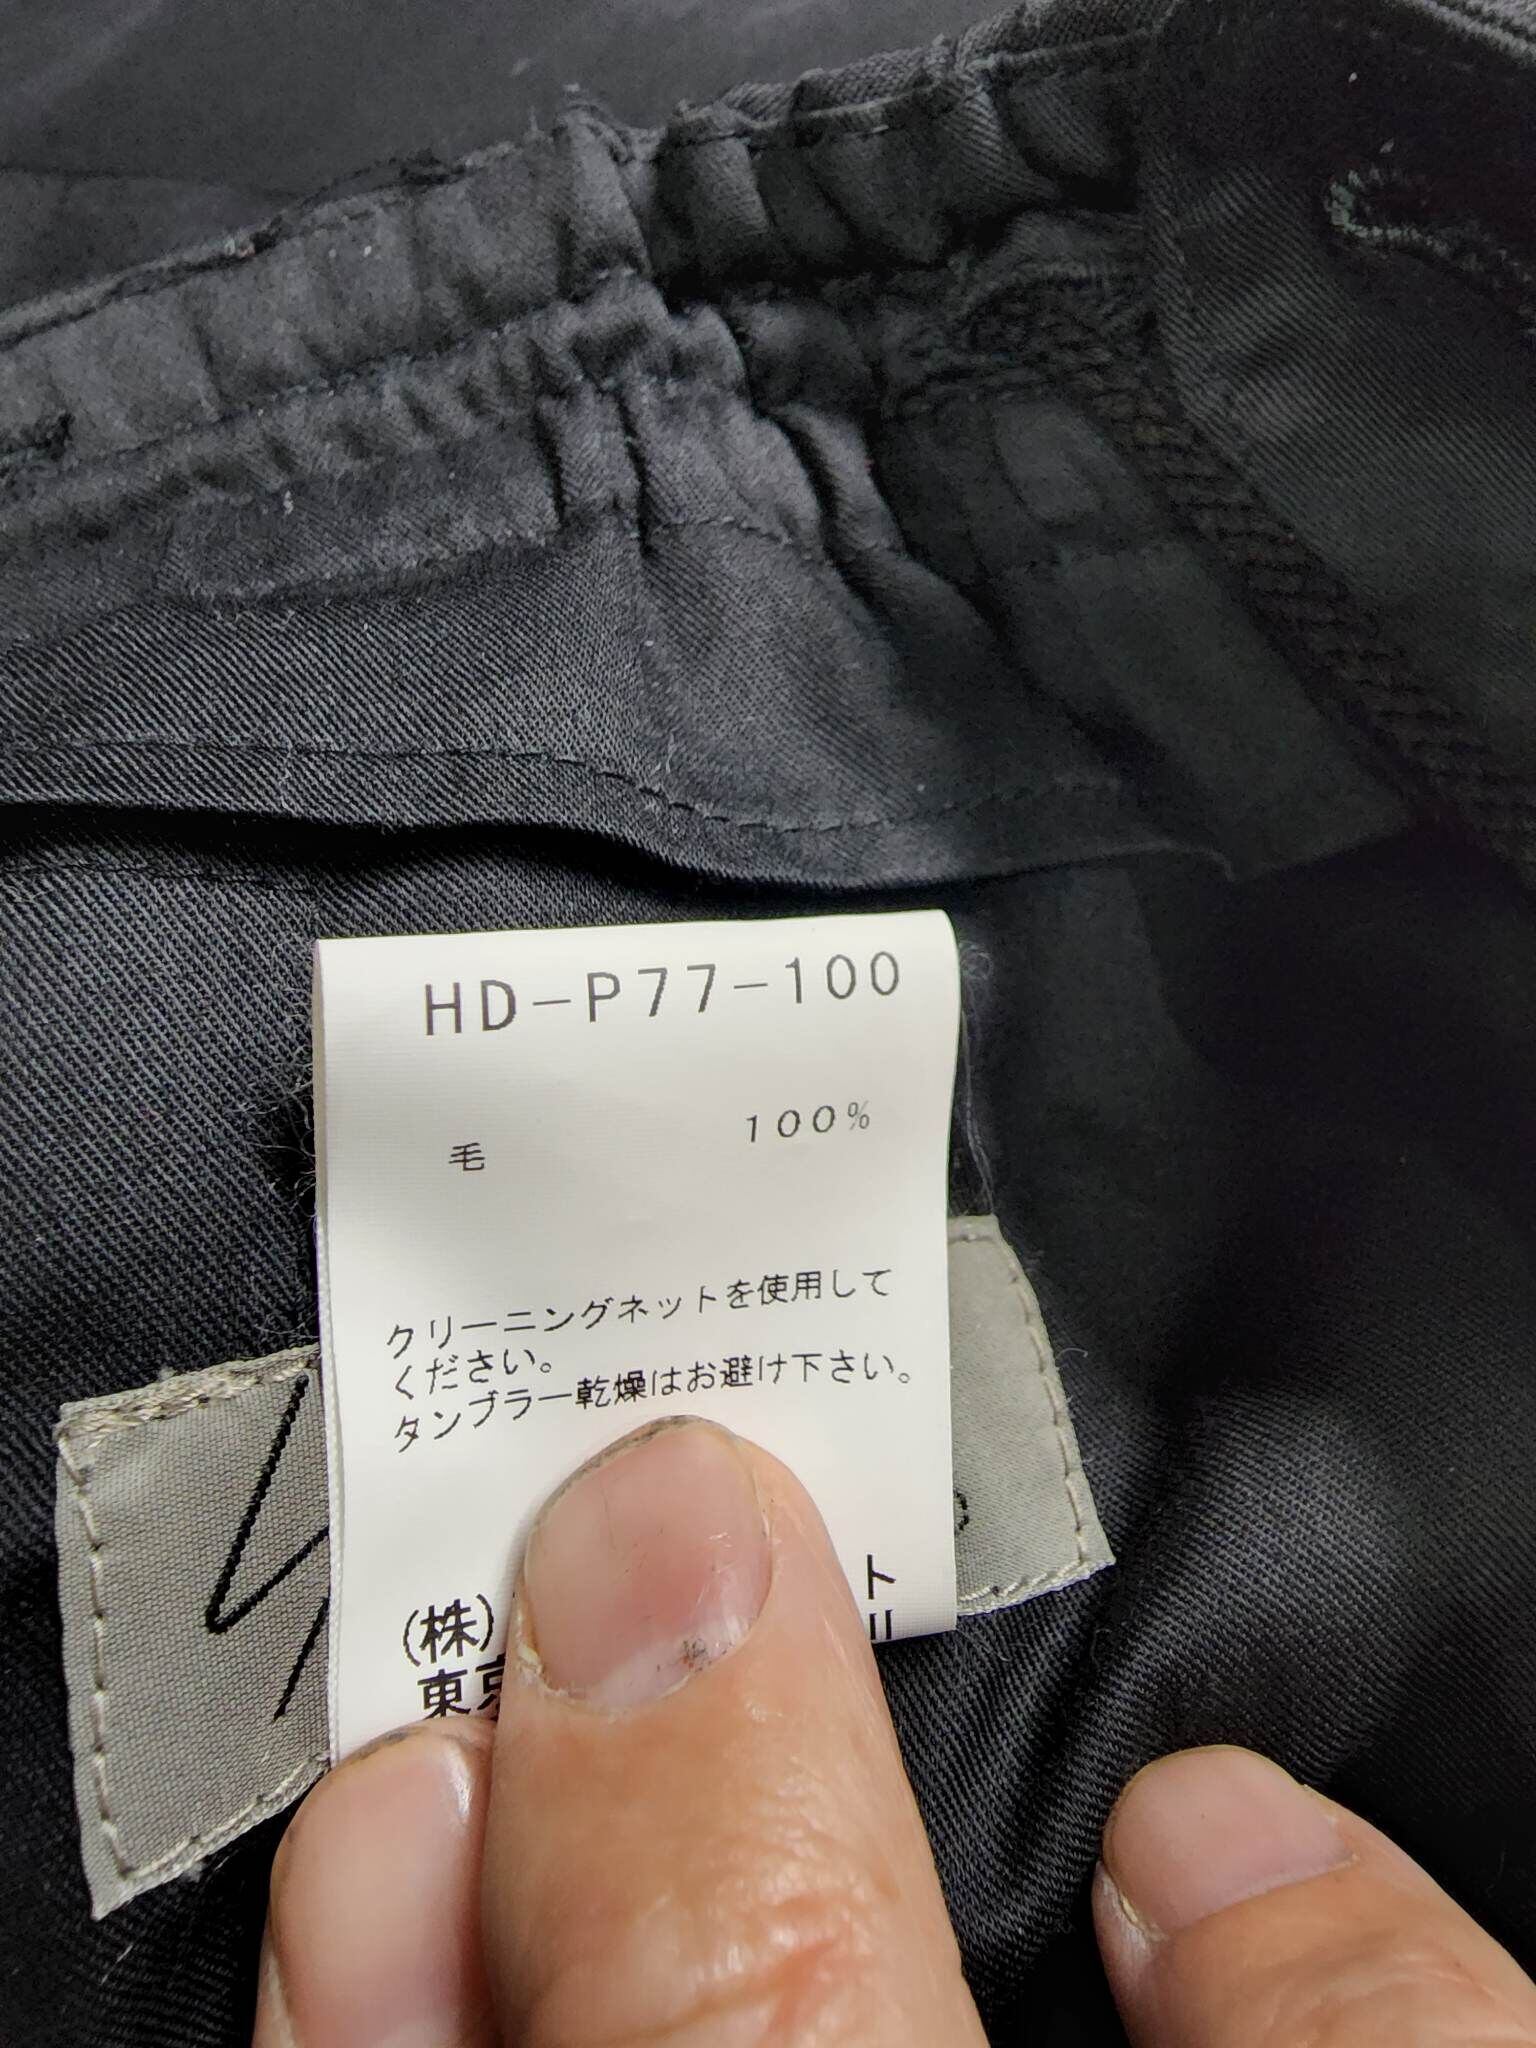 HD-P77-100
毛 100%
クリーニングネットを使用して
ください。
タンブラー乾燥はお避け下さい。
(株)
東京